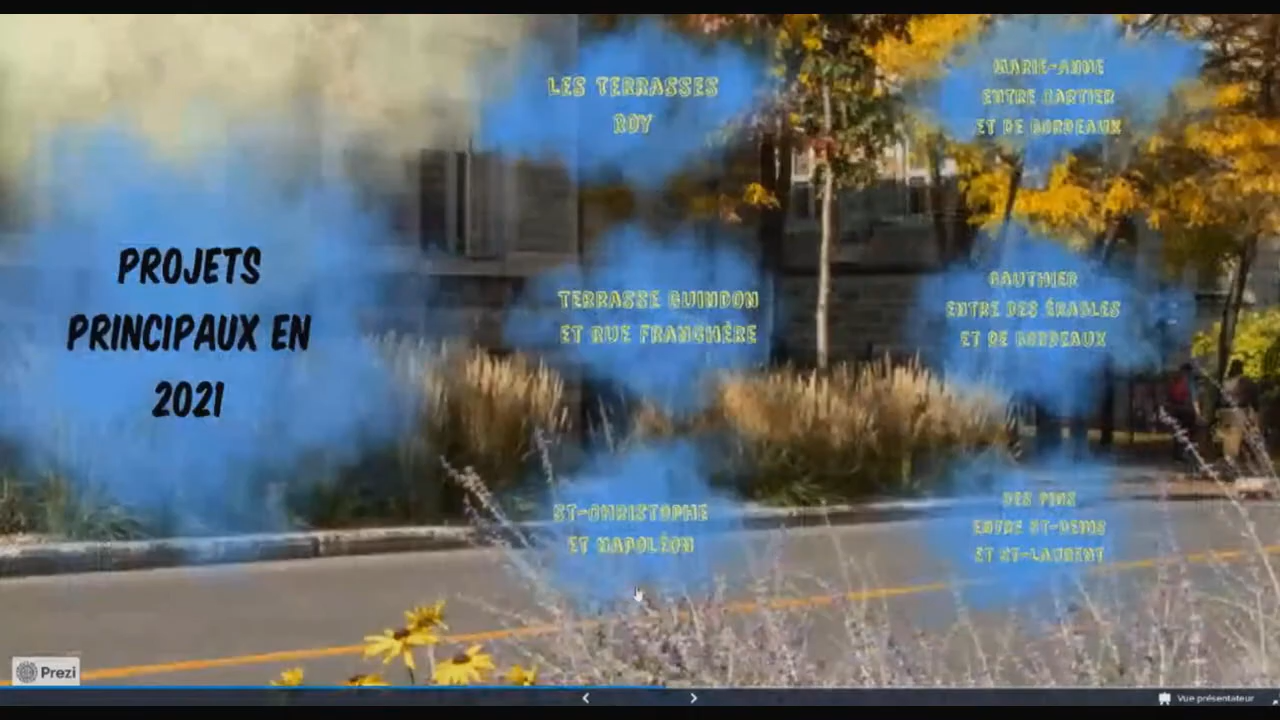 PROJETS
PRINCIPAUX EN
2021
LES TERRASSES
ROY
MARIE-ANNE
ENTRE CARTIER
ET DE BORDEAUX
TERRASSE GUINDON
ET RUE FRANCHÈRE
GAUTHIER
ENTRE DES ÉRABLES
ET DE BORDEAUX
ST-CHRISTOPHE
ET NAPOLÉON
DES PINS
ENTRE ST-DENIS
ET ST-LAURENT
Prezi
Vue présentateur